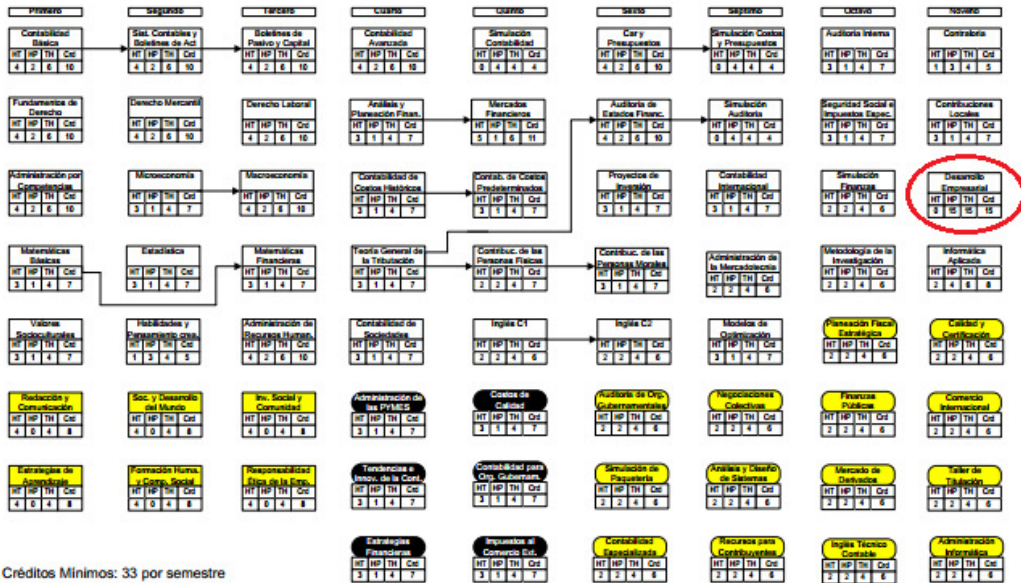 Primero
Segundo
Tercero
Cuarto
Quinto
Sexto
Septimo
Octavo
Noveno
Contabilidad
Básica
HT HP TH Crd
4 2 6 10
Sist. Contables y
Boletines de Act
HT HP TH Crd
4 2 6 10
Boletines de
Pasivo y Capital
HT HP TH Crd
4 2 6 10
Contabilidad
Avanzada
HT HP TH Crd
4 2 6 10
Simulación
Contabilidad
HT HP TH Crd
0 4 4 4
Car y
Presupuestos
HT HP TH Crd
4 2 6 10
Simulación Costos
y Presupuestos
HT HP TH Crd
0 4 4 4
Auditoria Interna
HT HP TH Crd
3 1 4 7
Contraloria
HT HP TH Crd
1 3 4 5
Fundamentos de
Derecho
HT HP TH Crd
4 2 6 10
Derecho Mercantil
HT HP TH Crd
4 2 6 10
Derecho Laboral
HT HP TH Crd
4 2 6 10
Análisis y
Planeación Finan.
HT HP TH Crd
3 1 4 7
Mercados
Financieros
HT HP TH Crd
5 1 6 11
Auditoria de
Estados Financ.
HT HP TH Crd
4 2 6 10
Simulación
Auditoria
HT HP TH Crd
0 4 4 4
Seguridad Social e
Impuestos Espec.
HT HP TH Crd
3 1 4 7
Contribuciones
Locales
HT HP TH Crd
3 1 4 7
Administración por
Competencias
HT HP TH Crd
4 2 6 10
Microeconomía
HT HP TH Crd
3 1 4 7
Macroeconomía
HT HP TH Crd
4 2 6 10
Contabilidad de
Costos Históricos
HT HP TH Crd
3 1 4 7
Contab. de Costos
Predeterminados
HT HP TH Crd
3 1 4 7
Proyectos de
Inversión
HT HP TH Crd
3 1 4 7
Contabilidad
Internacional
HT HP TH Crd
3 1 4 7
Simulación
Finanzas
HT HP TH Crd
2 2 4 6
Desarrollo
Empresarial
HT HP TH Crd
0 15 15 15
Matemáticas
Básicas
HT HP TH Crd
3 1 4 7
Estadística
HT HP TH Crd
3 1 4 7
Matemáticas
Financieras
HT HP TH Crd
3 1 4 7
Teoría General de
la Tributación
HT HP TH Crd
3 1 4 7
Contribuc. de las
Personas Físicas
HT HP TH Crd
2 2 4 7
Contribuc. de las
Personas Morales
HT HP TH Crd
3 1 4 7
Administración de
la Mercadotecnia
HT HP TH Crd
2 2 4 6
Metodología de la
Investigación
HT HP TH Crd
2 2 4 6
Informática
Aplicada
HT HP TH Crd
2 4 6 8
Valores
Socioculturales
HT HP TH Crd
3 1 4 7
Habilidades y
Pensamiento crea.
HT HP TH Crd
1 3 4 5
Administración de
Recursos Human.
HT HP TH Crd
4 2 6 10
Contabilidad de
Sociedades
HT HP TH Crd
3 1 4 7
Inglés C1
HT HP TH Crd
2 2 4 6
Inglés C2
HT HP TH Crd
2 2 4 6
Modelos de
Optimización
HT HP TH Crd
3 1 4 7
Planeación Fiscal
Estratégica
HT HP TH Crd
2 2 4 6
Calidad y
Certificación
HT HP TH Crd
2 2 4 6
Redacción y
Comunicación
HT HP TH Crd
4 0 4 8
Soc. y Desarrollo
del Mundo
HT HP TH Crd
4 0 4 8
Inv. Social y
Comunidad
HT HP TH Crd
4 0 4 8
Administración de
las PYMES
HT HP TH Crd
3 1 4 7
Costos de
Calidad
HT HP TH Crd
3 1 4 7
Auditoria de Org.
Gubernamentales
HT HP TH Crd
2 2 4 6
Negociaciones
Colectivas
HT HP TH Crd
2 2 4 6
Finanzas
Públicas
HT HP TH Crd
2 2 4 6
Comercio
Internacional
HT HP TH Crd
2 2 4 6
Estrategias de
Aprendizaje
HT HP TH Crd
4 0 4 8
Formación Huma.
y Comp. Social
HT HP TH Crd
4 0 4 8
Responsabilidad
Ética de la Emp.
HT HP TH Crd
4 0 4 8
Tendencias e
Innov. de la Cont.
HT HP TH Crd
3 1 4 7
Contabilidad para
Org. Gubernam.
HT HP TH Crd
3 1 4 7
Simulación de
Paquetería
HT HP TH Crd
2 2 4 6
Análisis y Diseño
de Sistemas
HT HP TH Crd
2 2 4 6
Mercado de
Derivados
HT HP TH Crd
2 2 4 6
Taller de
Titulación
HT HP TH Crd
2 2 4 6
Estrategias
Financieras
HT HP TH Crd
3 1 4 7
Impuestos al
Comercio Ext.
HT HP TH Crd
3 1 4 7
Contabilidad
Especializada
HT HP TH Crd
2 2 4 6
Recursos para
Contribuyentes
HT HP TH Crd
2 2 4 6
Inglés Técnico
Contable
HT HP TH Crd
2 2 4 6
Administración
Informática
HT HP TH Crd
2 2 4 6
Créditos Mínimos: 33 por semestre